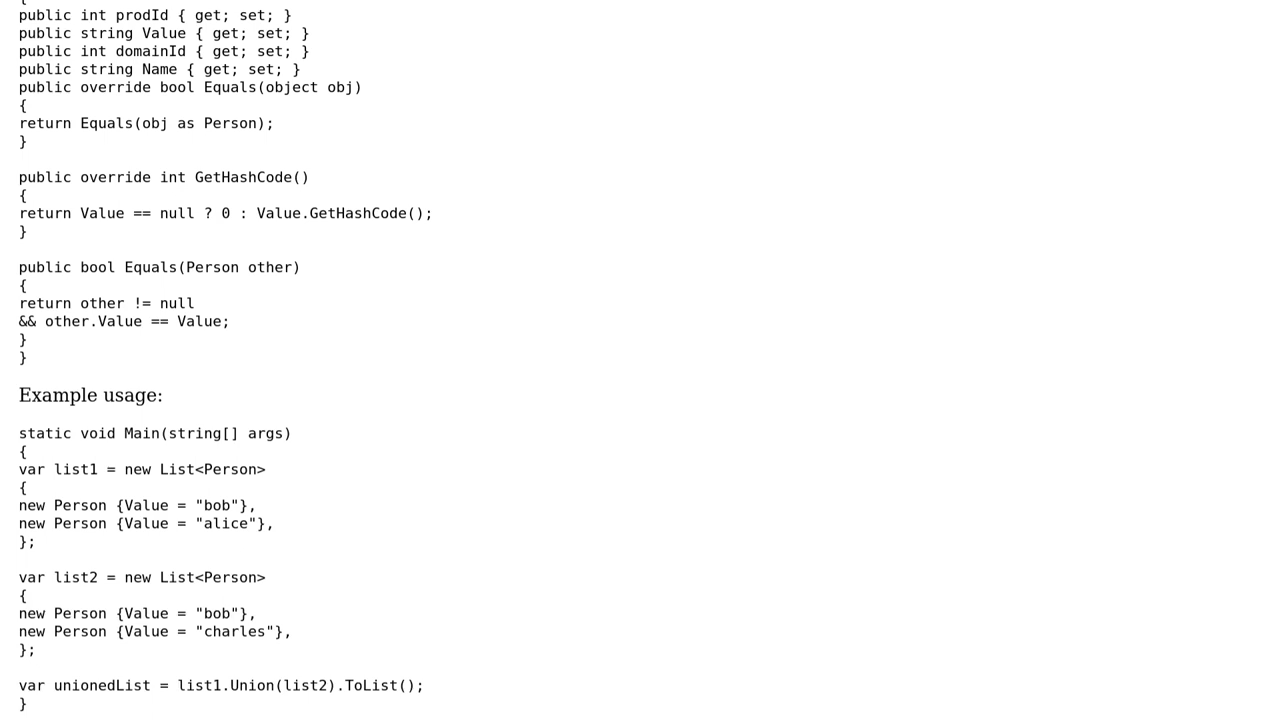 {
public int prodId { get; set; }
public string Value { get; set; }
public int domainId { get; set; }
public string Name { get; set; }
public override bool Equals(object obj)
{
return Equals(obj as Person);
}
public override int GetHashCode()
{
return Value == null ? 0 : Value.GetHashCode();
}
public bool Equals(Person other)
{
return other != null
&& other.Value == Value;
}
}
Example usage:
static void Main(string[] args)
{
var list1 = new List<Person>
{
new Person {Value = "bob"},
new Person {Value = "alice"},
};
var list2 = new List<Person>
{
new Person {Value = "bob"},
new Person {Value = "charles"},
};
var unionedList = list1.Union(list2).ToList();
}